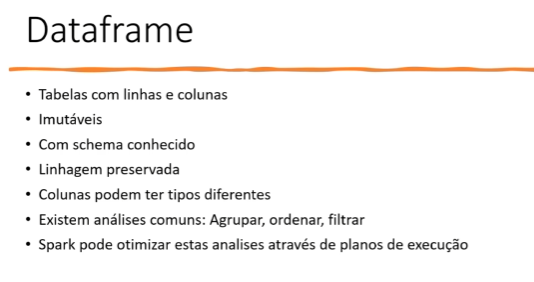 Dataframe
• Tabelas com linhas e colunas
• Imutáveis
• Com schema conhecido
• Linhagem preservada
• Colunas podem ter tipos diferentes
• Existem análises comuns: Agrupar, ordenar, filtrar
• Spark pode otimizar estas analises através de planos de execução